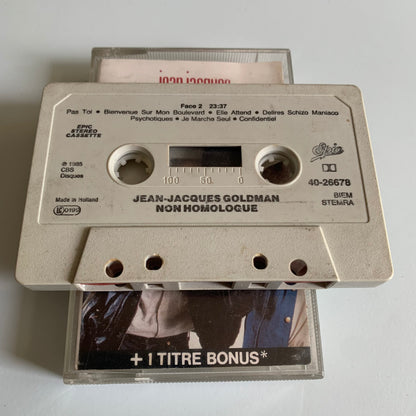 jean jacques
Face 2 23:37
Pas Toi • Bienvenue Sur Mon Boulevard • Elle Attend • Delires Schizo Maniaco
Psychotiques • Je Marche Seul • Confidentiel
EPIC
STEREO
CASSETTE
Epic
℗ 1985
CBS
Disques
100 50 0
40-26678
Made in Holland
JEAN-JACQUES GOLDMAN
NON HOMOLOGUE
BIEM
STEMRA
+ 1 TITRE BONUS*